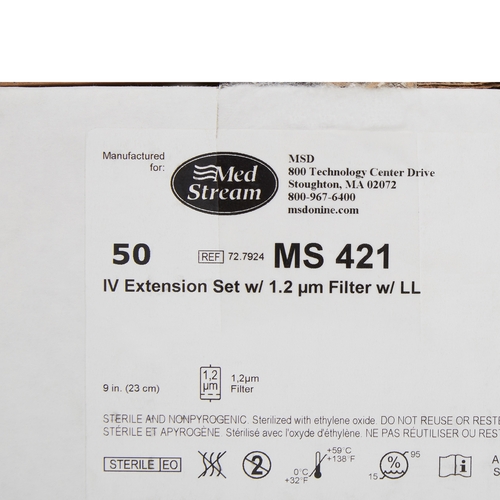 Manufactured
for:
Med
Stream
MSD
800 Technology Center Drive
Stoughton, MA 02072
800-967-6400
msdonine.com
50 REF 72.7924 MS 421
IV Extension Set w/ 1.2 µm Filter w/ LL
9 in. (23 cm)
1,2
µm
1,2µm
Filter
STERILE AND NONPYROGENIC. Sterilized with ethylene oxide. DO NOT REUSE OR RESTE
STÉRILE ET APYROGÈNE. Stérilisé avec l'oxyde d'éthylène. NE PAS RÉUTILISER OU REST
STERILE EO
2
0°C
+32°F
+59°C
+138°F
15
%
95
i
A
S